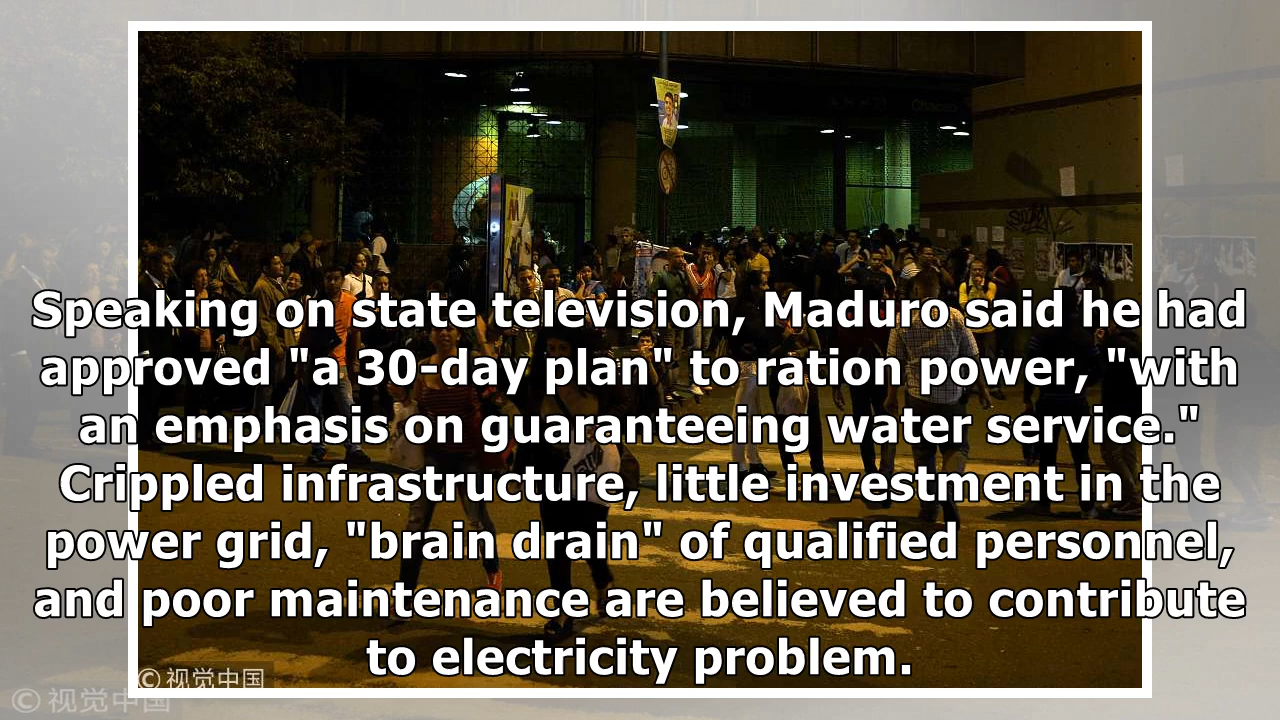 Speaking on state television, Maduro said he had
approved "a 30-day plan" to ration power, "with
an emphasis on guaranteeing water service."
Crippled infrastructure, little investment in the
power grid, "brain drain" of qualified personnel,
and poor maintenance are believed to contribute
to electricity problem.
© 视觉中国
© 视觉中国